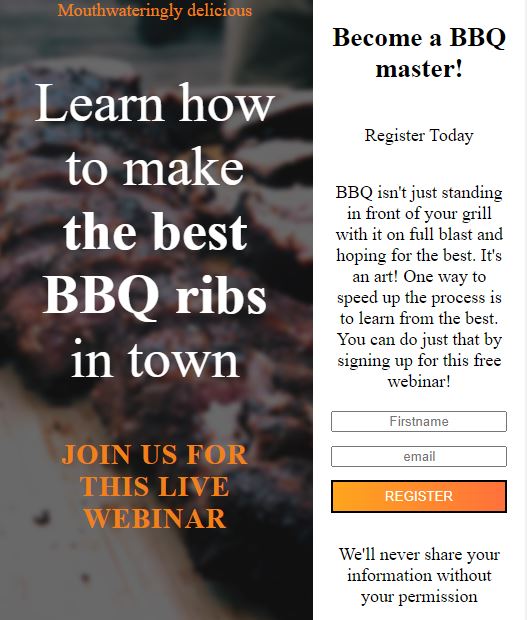 Mouthwateringly delicious
Learn how
to make
the best
BBQ ribs
in town
JOIN US FOR
THIS LIVE
WEBINAR
Become a BBQ
master!
Register Today
BBQ isn't just standing
in front of your grill
with it on full blast and
hoping for the best. It's
an art! One way to
speed up the process is
to learn from the best.
You can do just that by
signing up for this free
webinar!
Firstname
email
REGISTER
We'll never share your
information without
your permission